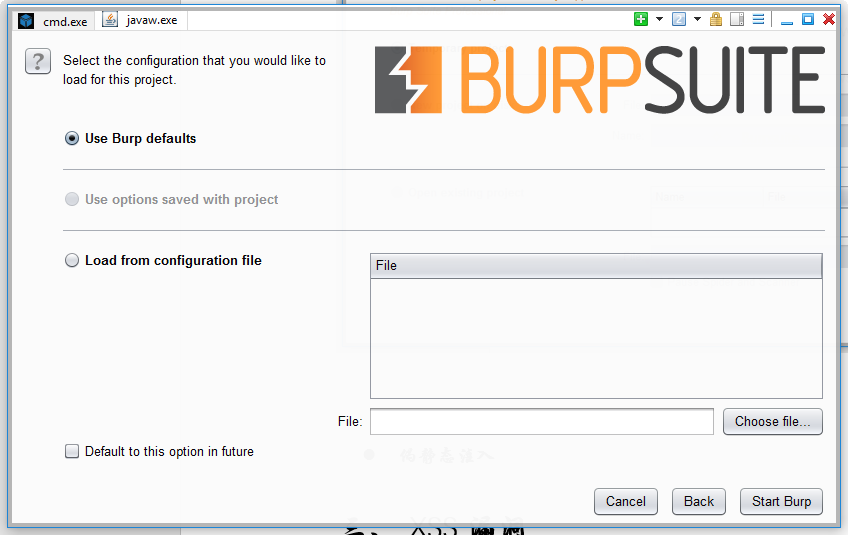 cmd.exe
javaw.exe
Select the configuration that you would like to
load for this project.
BURPSUITE
Use Burp defaults
Use options saved with project
Load from configuration file
File
File:
Choose file...
Default to this option in future
Cancel
Back
Start Burp